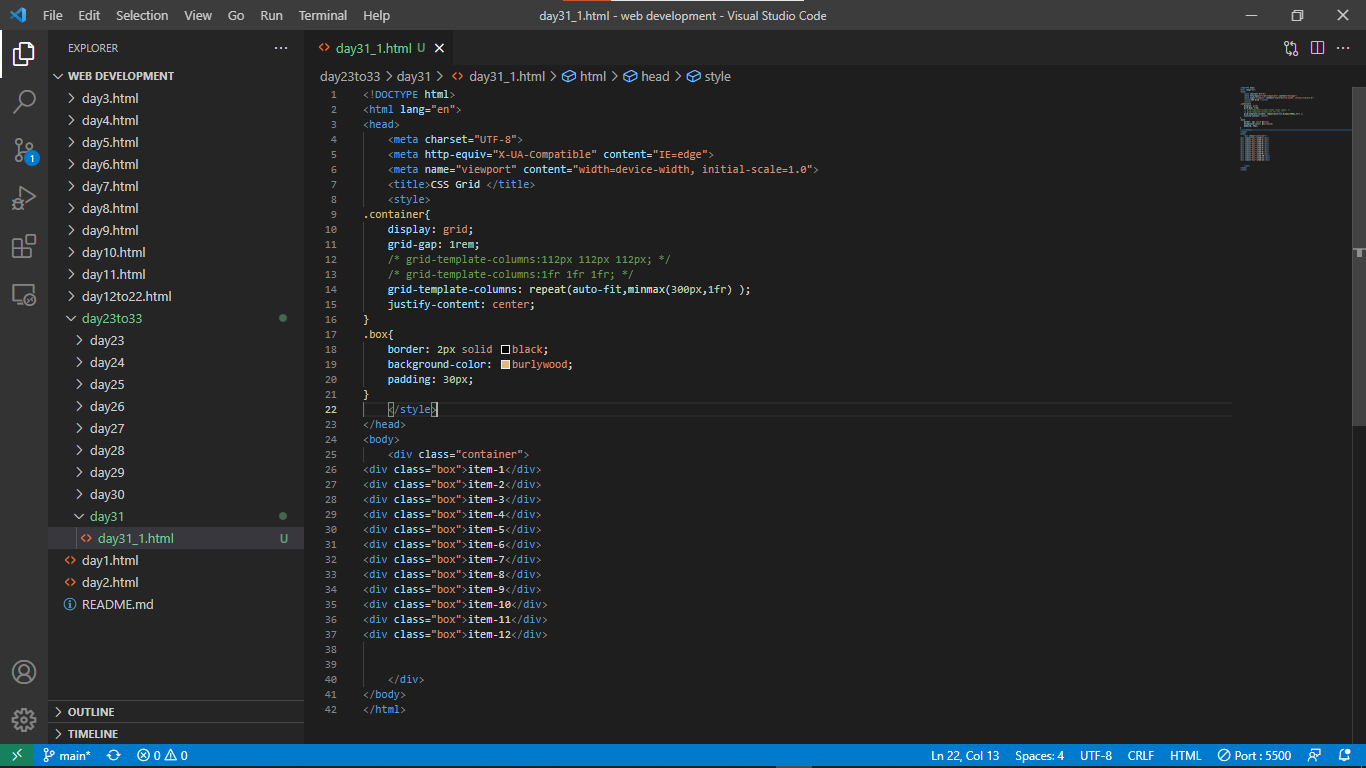 File Edit Selection View Go Run Terminal Help
day31_1.html - web development - Visual Studio Code
EXPLORER
WEB DEVELOPMENT
day3.html
day4.html
day5.html
day6.html
day7.html
day8.html
day9.html
day10.html
day11.html
day12to22.html
day23to33
day23
day24
day25
day26
day27
day28
day29
day30
day31
day31_1.html U
day1.html
day2.html
README.md
OUTLINE
TIMELINE
1
day31_1.html U
day23to33 > day31 > day31_1.html > html > head > style
1 <!DOCTYPE html>
2 <html lang="en">
3 <head>
4     <meta charset="UTF-8">
5     <meta http-equiv="X-UA-Compatible" content="IE=edge">
6     <meta name="viewport" content="width=device-width, initial-scale=1.0">
7     <title>CSS Grid </title>
8     <style>
9 .container{
10     display: grid;
11     grid-gap: 1rem;
12     /* grid-template-columns:112px 112px 112px; */
13     /* grid-template-columns:1fr 1fr 1fr; */
14     grid-template-columns: repeat(auto-fit,minmax(300px,1fr) );
15     justify-content: center;
16 }
17 .box{
18     border: 2px solid black;
19     background-color: burlywood;
20     padding: 30px;
21 }
22     </style>
23 </head>
24 <body>
25     <div class="container">
26 <div class="box">item-1</div>
27 <div class="box">item-2</div>
28 <div class="box">item-3</div>
29 <div class="box">item-4</div>
30 <div class="box">item-5</div>
31 <div class="box">item-6</div>
32 <div class="box">item-7</div>
33 <div class="box">item-8</div>
34 <div class="box">item-9</div>
35 <div class="box">item-10</div>
36 <div class="box">item-11</div>
37 <div class="box">item-12</div>
38
39
40     </div>
41 </body>
42 </html>
main* 0 0 Ln 22, Col 13 Spaces: 4 UTF-8 CRLF HTML Port : 5500